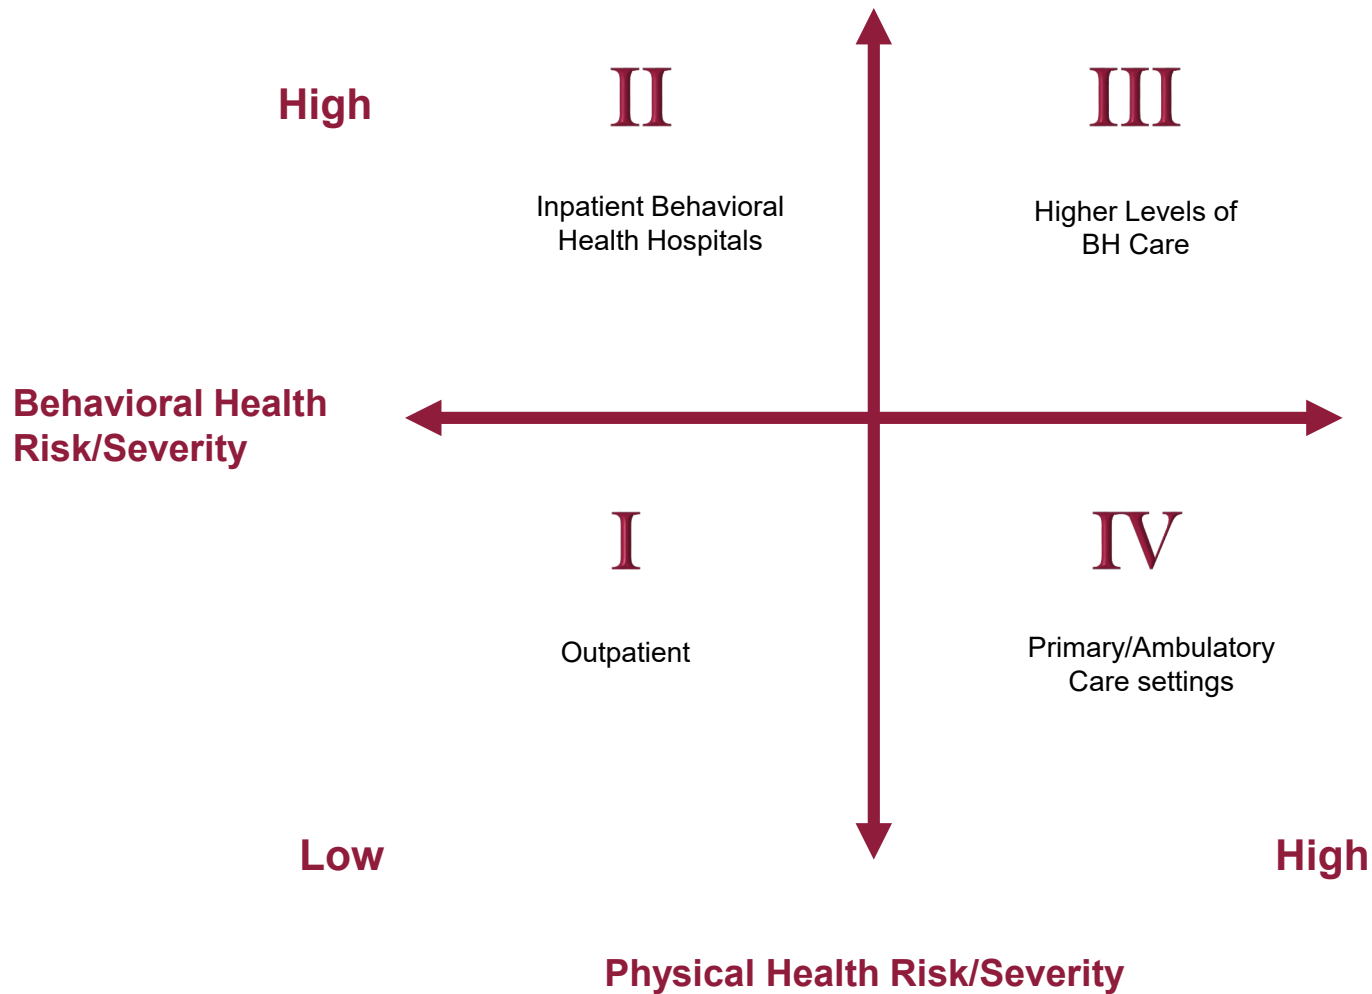 High
II
III
Inpatient Behavioral
Health Hospitals
Higher Levels of
BH Care
Behavioral Health
Risk/Severity
I
IV
Outpatient
Primary/Ambulatory
Care settings
Low
High
Physical Health Risk/Severity